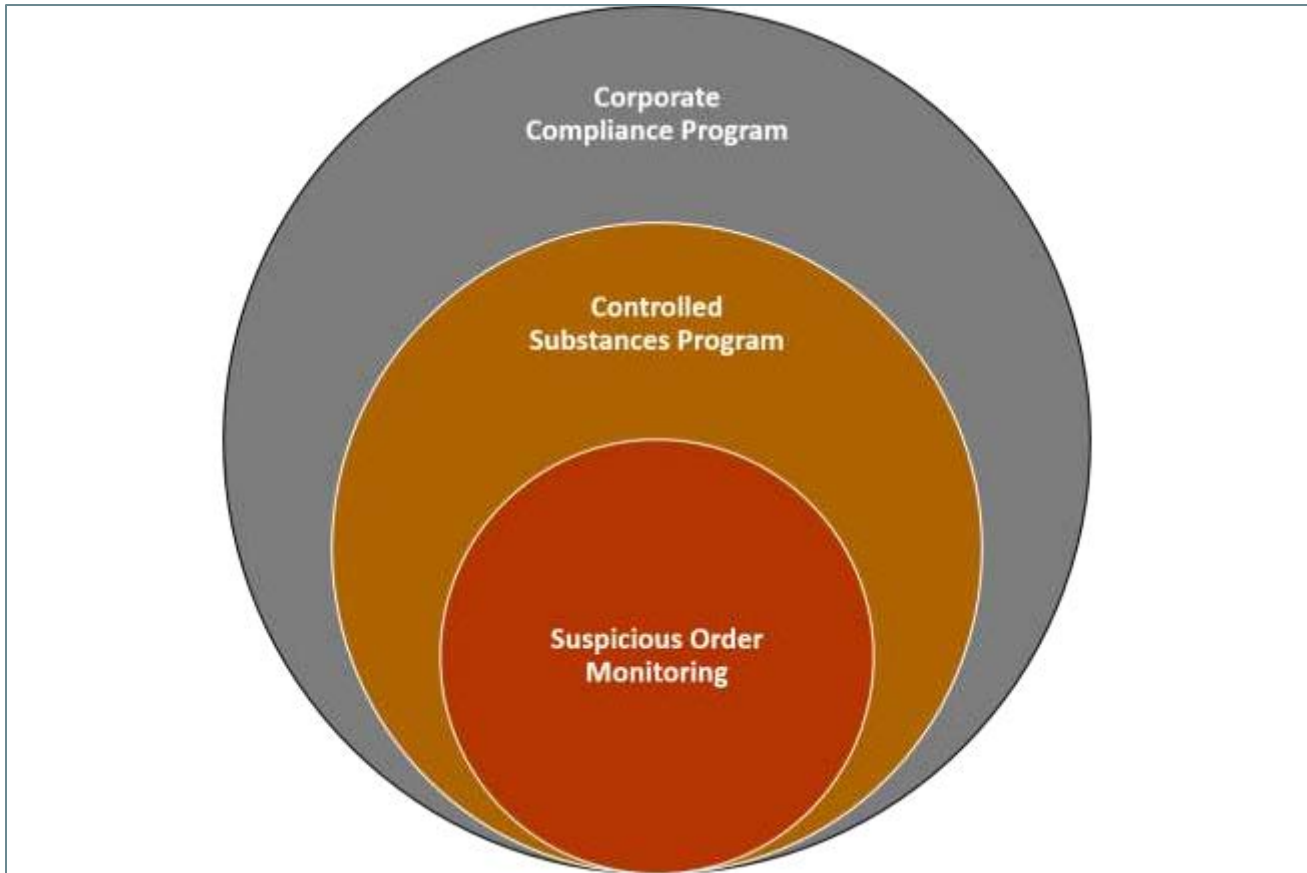 Corporate
Compliance Program
Controlled
Substances Program
Suspicious Order
Monitoring